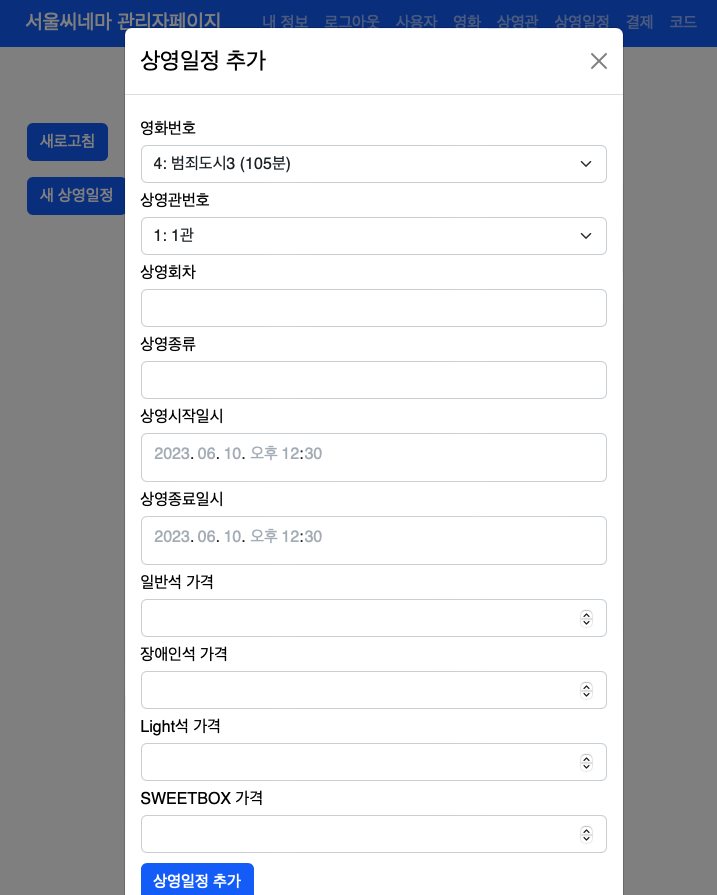 서울씨네마 관리자페이지 내 정보 로그아웃 사용자 영화 상영관 상영일정 결제 코드
새로고침
새 상영일정
상영일정 추가
영화번호
4: 범죄도시3 (105분)
상영관번호
1: 1관
상영회차
상영종류
상영시작일시
2023. 06. 10. 오후 12:30
상영종료일시
2023. 06. 10. 오후 12:30
일반석 가격
장애인석 가격
Light석 가격
SWEETBOX 가격
상영일정 추가